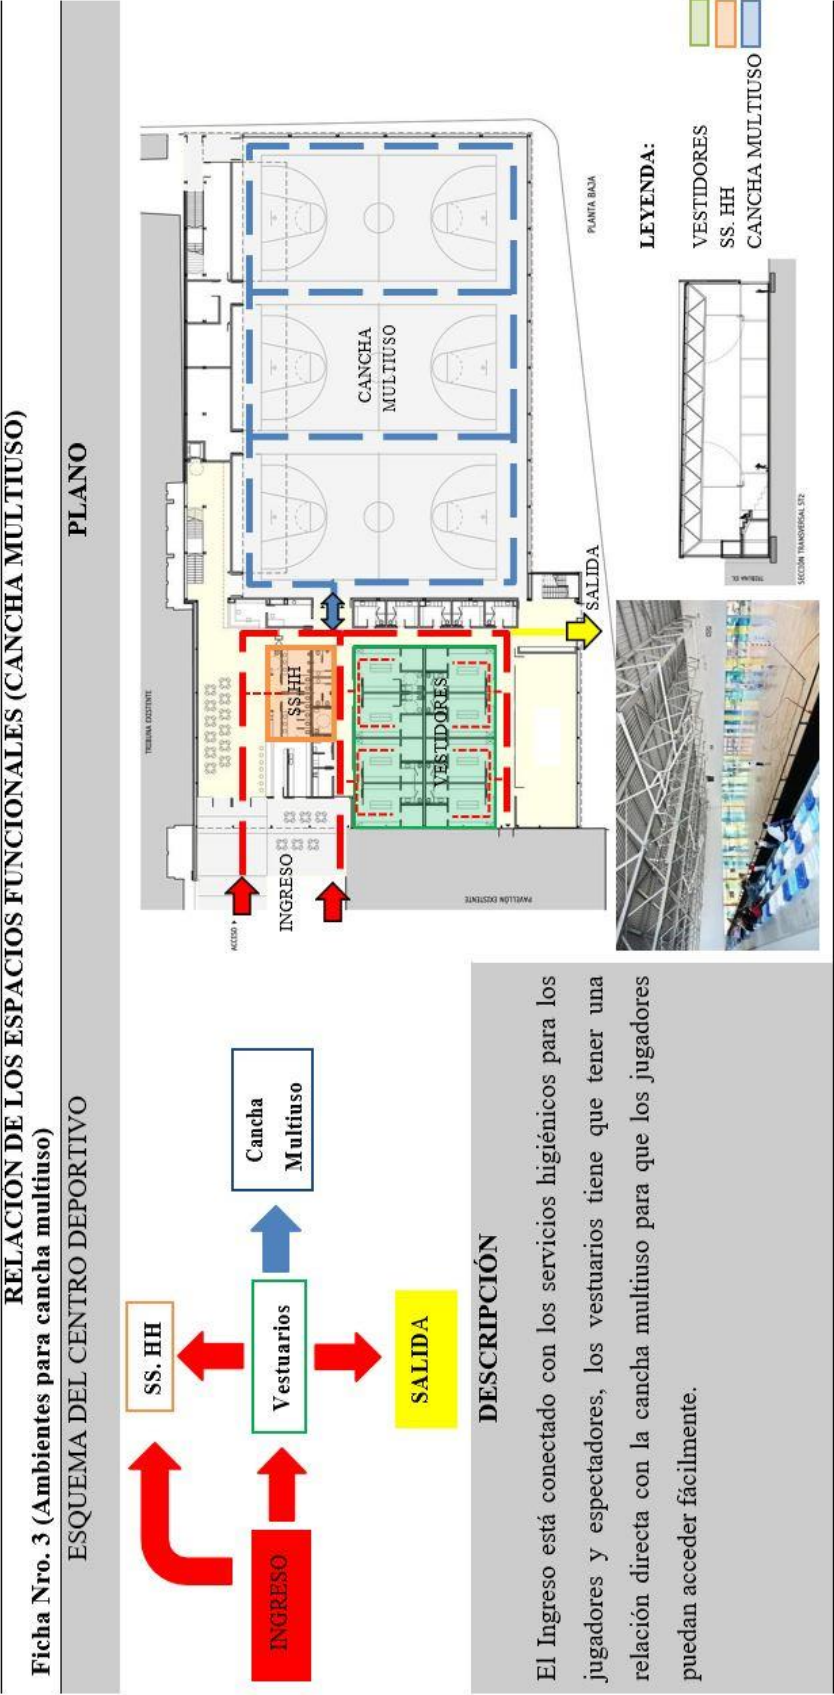 RELACIÓN DE LOS ESPACIOS FUNCIONALES (CANCHA MULTIUSO)
Ficha Nro. 3 (Ambientes para cancha multiuso)
ESQUEMA DEL CENTRO DEPORTIVO
PLANO
SS. HH
INGRESO
Vestuarios
Cancha
Multiuso
SALIDA
DESCRIPCIÓN
El Ingreso está conectado con los servicios higiénicos para los
jugadores y espectadores, los vestuarios tiene que tener una
relación directa con la cancha multiuso para que los jugadores
puedan acceder fácilmente.
TRIBUNA EXISTENTE
ACCESO
INGRESO
SS.HH
VESTIDORES
CANCHA
MULTIUSO
PAVELLÓN EXISTENTE
SALIDA
PLANTA BAJA
TRIBUNA EX.
SECCIÓN TRANSVERSAL ST2
LEYENDA:
VESTIDORES
SS. HH
CANCHA MULTIUSO